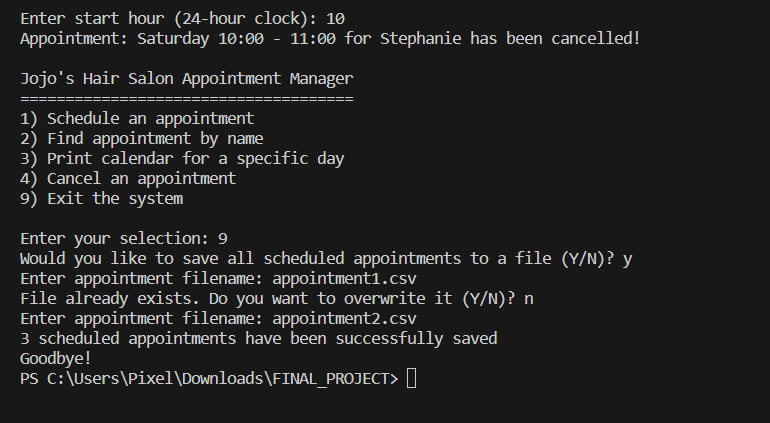 Enter start hour (24-hour clock): 10
Appointment: Saturday 10:00 - 11:00 for Stephanie has been cancelled!
Jojo's Hair Salon Appointment Manager
=====================================
1) Schedule an appointment
2) Find appointment by name
3) Print calendar for a specific day
4) Cancel an appointment
9) Exit the system
Enter your selection: 9
Would you like to save all scheduled appointments to a file (Y/N)? y
Enter appointment filename: appointment1.csv
File already exists. Do you want to overwrite it (Y/N)? n
Enter appointment filename: appointment2.csv
3 scheduled appointments have been successfully saved
Goodbye!
PS C:\Users\Pixel\Downloads\FINAL_PROJECT>